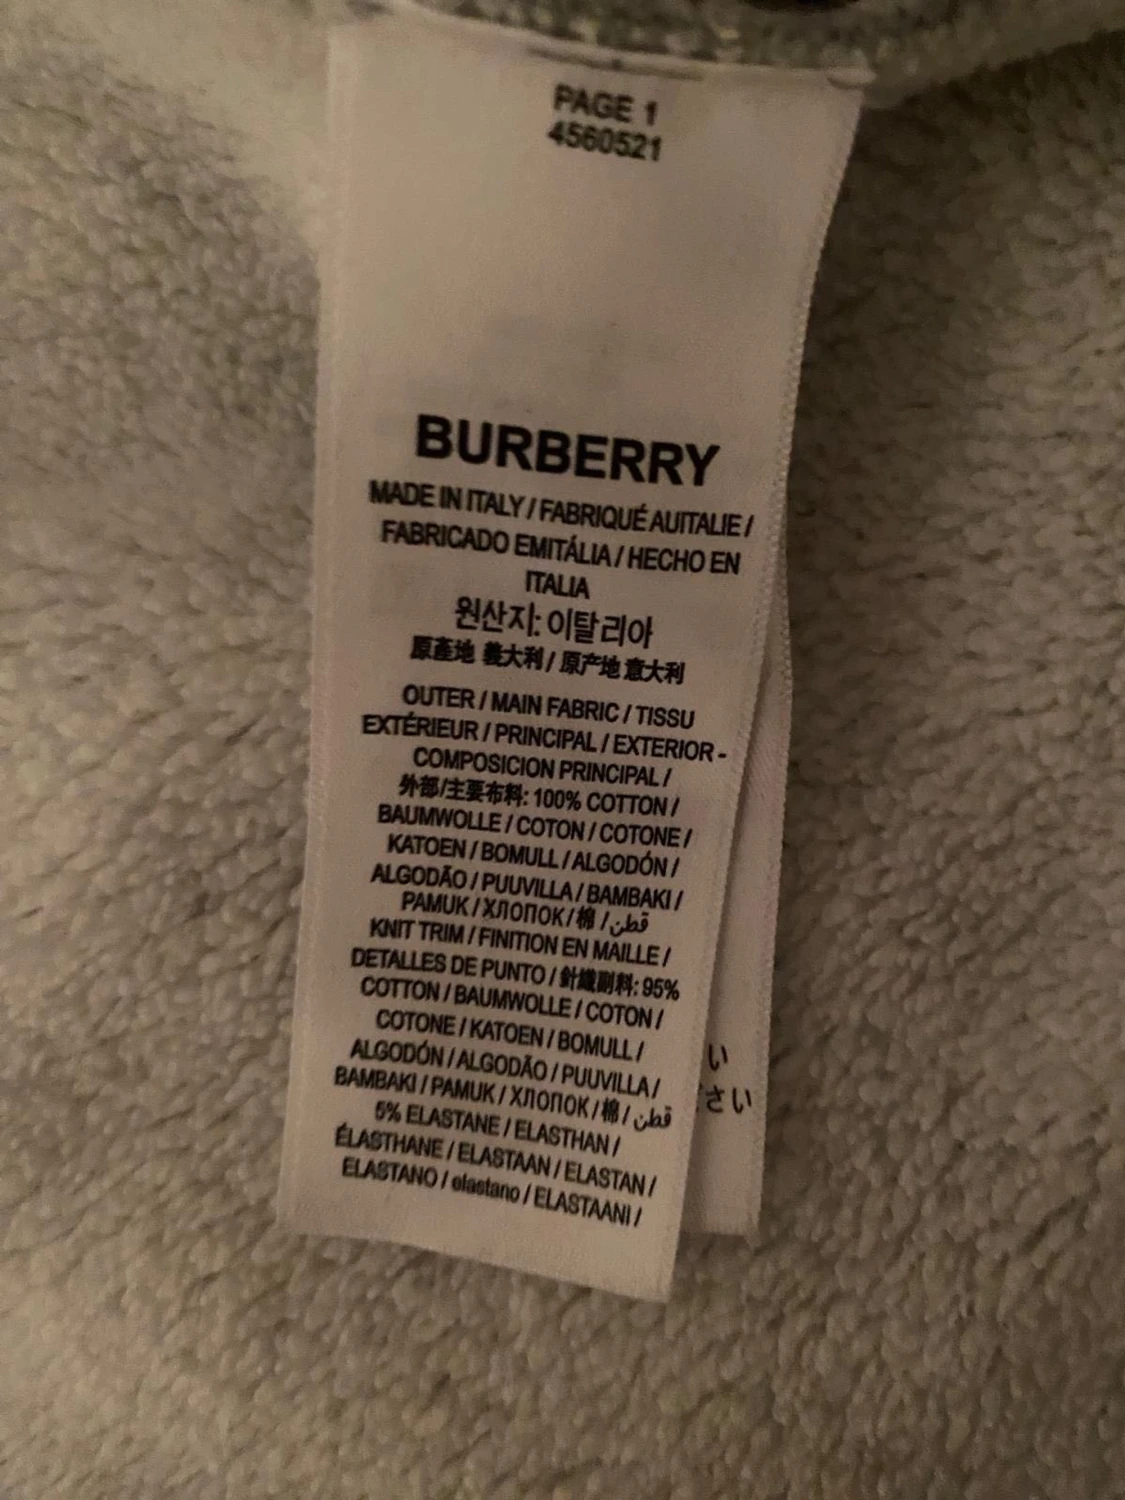 PAGE 1
4560521
BURBERRY
MADE IN ITALY / FABRIQUÉ AUITALIE /
FABRICADO EMITÁLIA / HECHO EN
ITALIA
원산지: 이탈리아
原產地 義大利 / 原产地 意大利
OUTER / MAIN FABRIC / TISSU
EXTÉRIEUR / PRINCIPAL / EXTERIOR -
COMPOSICION PRINCIPAL /
外部/主要布料: 100% COTTON /
BAUMWOLLE / COTON / COTONE /
KATOEN / BOMULL / ALGODÓN /
ALGODÃO / PUUVILLA / BAMBAKI /
PAMUK / ХЛОПОК / 棉 / قطن
KNIT TRIM / FINITION EN MAILLE /
DETALLES DE PUNTO / 針織副料: 95%
COTTON / BAUMWOLLE / COTON /
COTONE / KATOEN / BOMULL /
ALGODÓN / ALGODÃO / PUUVILLA /
BAMBAKI / PAMUK / ХЛОПОК / 棉 / قطن
5% ELASTANE / ELASTHAN /
ÉLASTHANE / ELASTAAN / ELASTAN /
ELASTANO / elastano / ELASTAANI /
い
さい